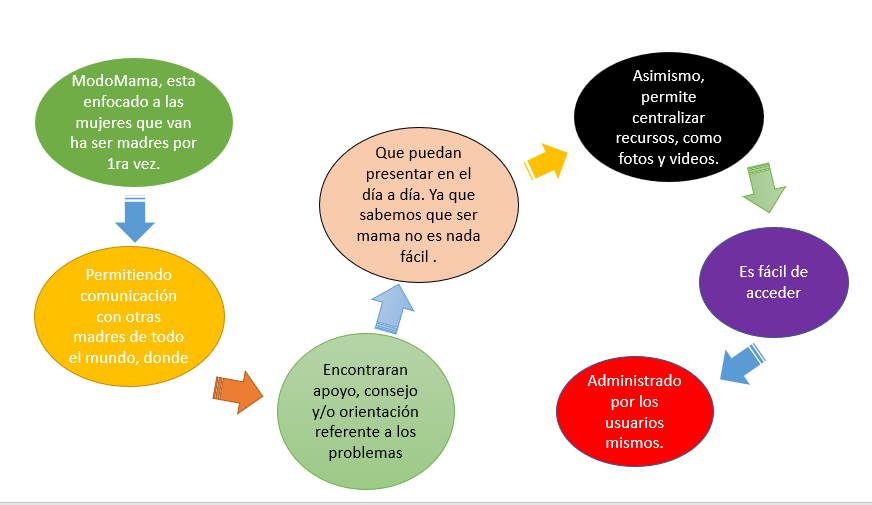 ModoMama, esta
enfocado a las
mujeres que van
ha ser madres por
1ra vez.
Permitiendo
comunicación
con otras
madres de todo
el mundo, donde
Encontraran
apoyo, consejo
y/o orientación
referente a los
problemas
Que puedan
presentar en el
día a día. Ya que
sabemos que ser
mama no es nada
fácil .
Asimismo,
permite
centralizar
recursos, como
fotos y videos.
Es fácil de
acceder
Administrado
por los
usuarios
mismos.